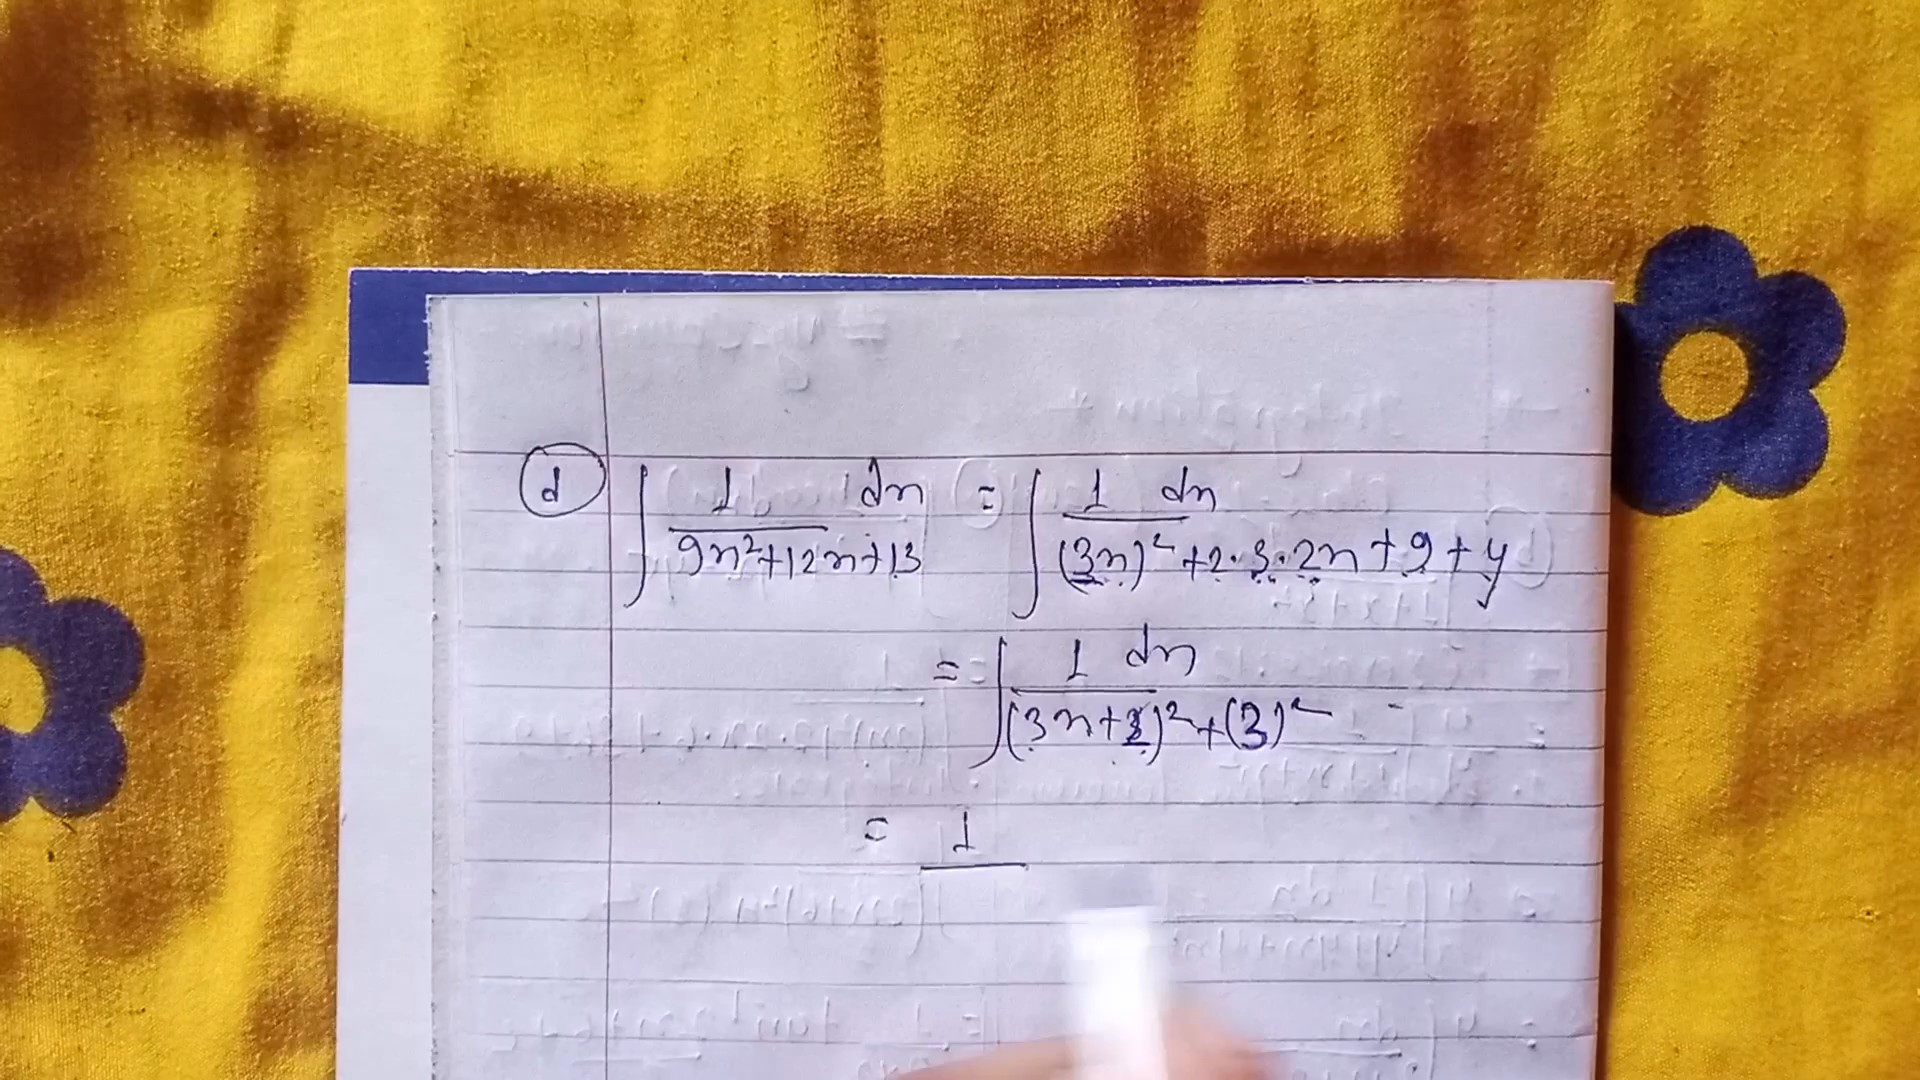 (d) ∫ 1/(9x²+12x+13) dx = ∫ 1/((3x)²+2·3·2x+9+4) dx
= ∫ 1/((3x+2)²+(3)²) dx
= 1/